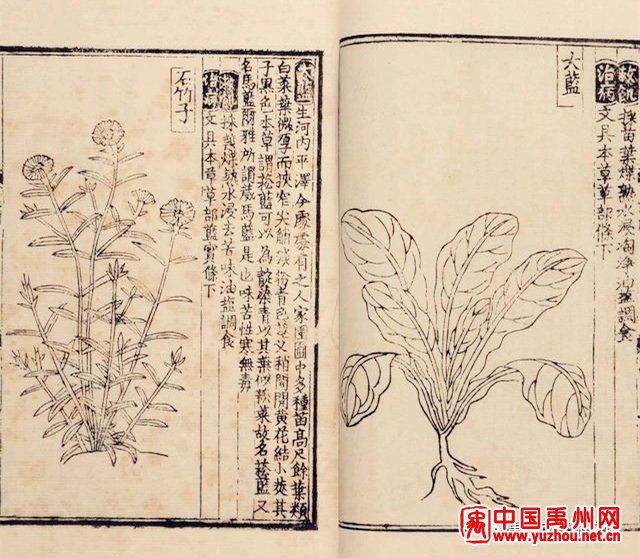 救飢 採苗葉煠熟水浸淘淨油鹽調食
治病 文具本草草部條下
大藍
生河内平澤今處處有之人家園圃中多種苗高尺餘葉類
白菜葉微厚而狹窄尖艄淡粉青色莖叉梢間開黃花結小莢其
子黑色本草謂菘藍可以為靛染青以其葉似菘菜故名菘藍又
名馬藍爾雅所謂葴馬藍是也味苦性寒無毒
救飢 採葉煠熟水浸去苦味油鹽調食
治病 文具本草草部藍實條下
石竹子
中国禹州网
www.yuzhou.net